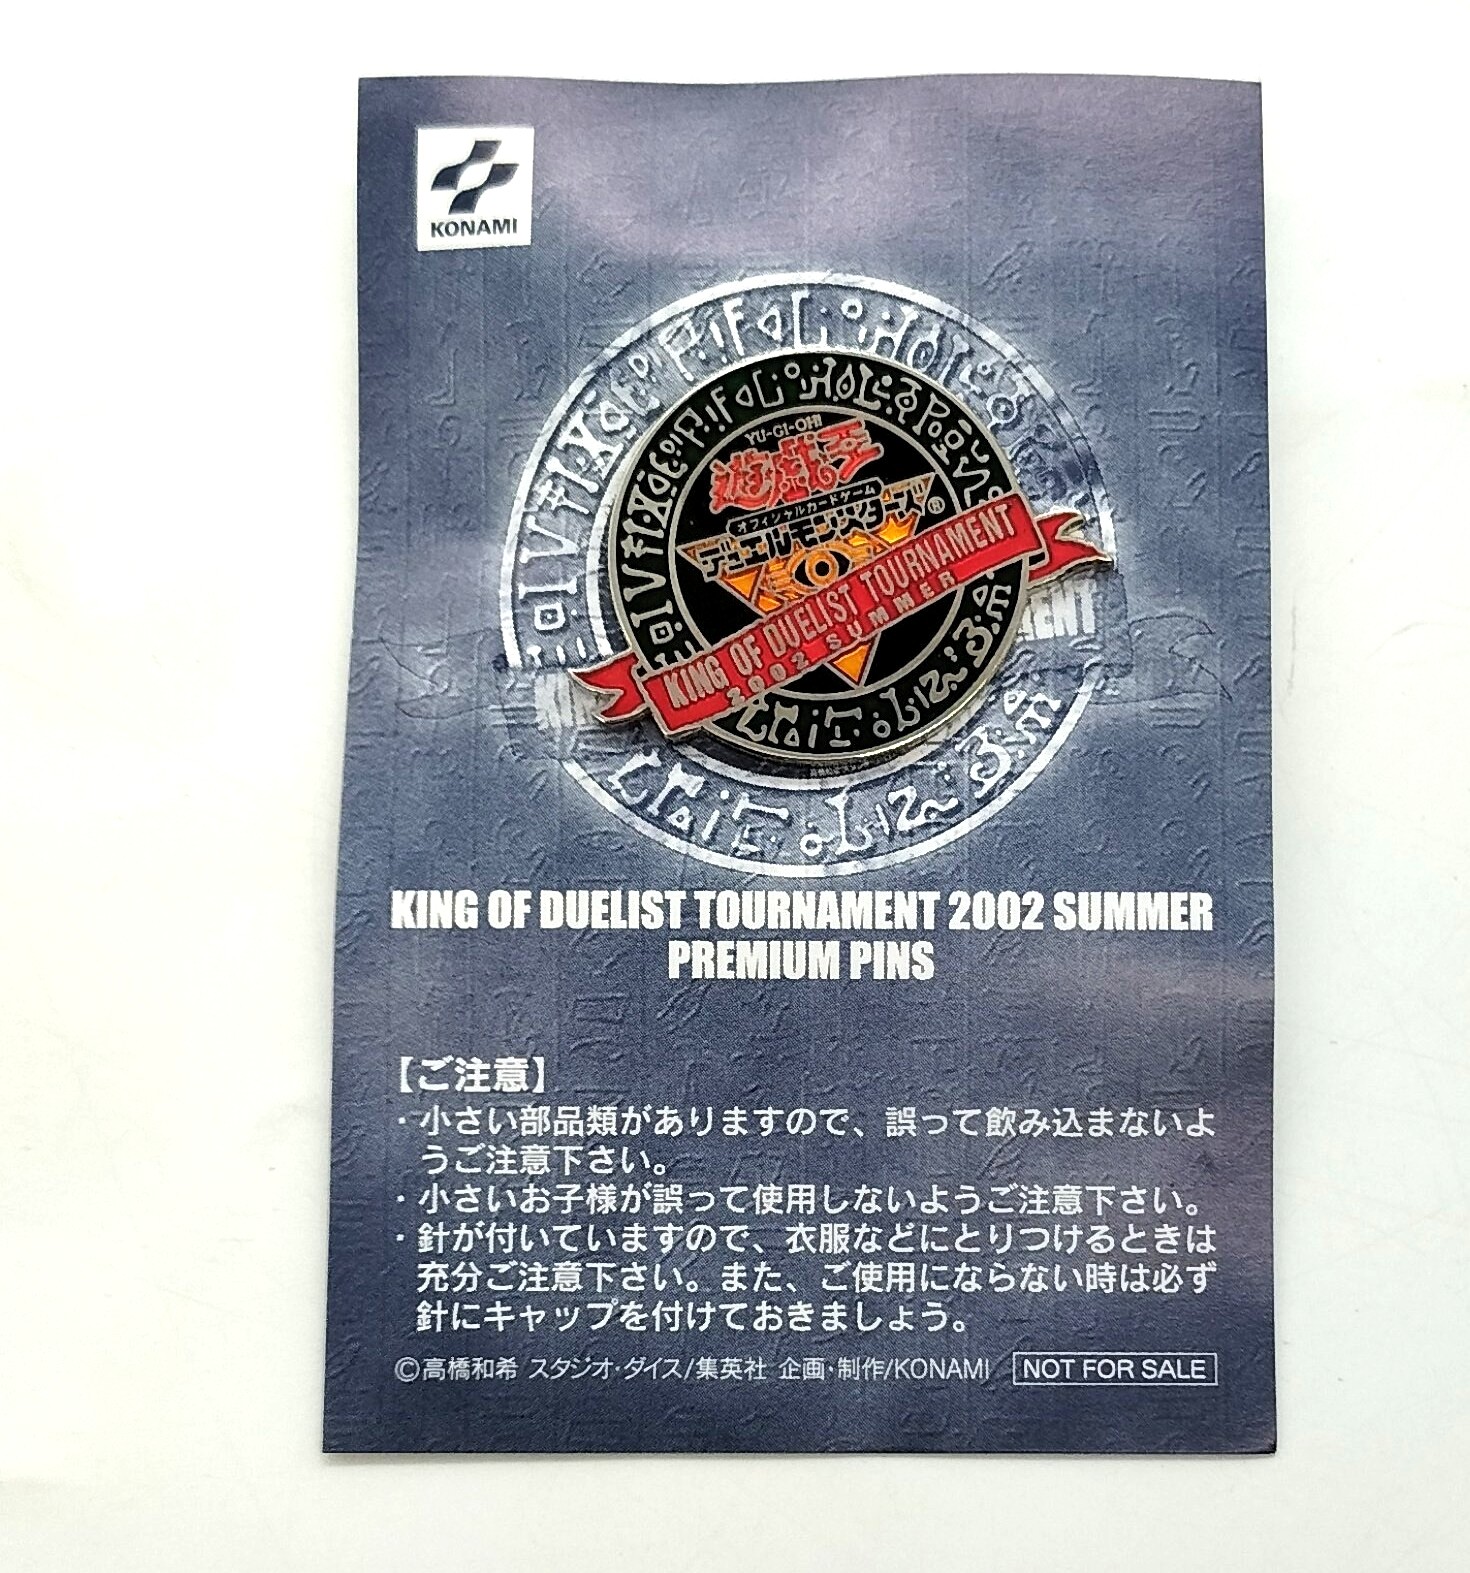 KONAMI
YU-GI-OH!
遊戯王
オフィシャルカードゲーム
デュエルモンスターズ®
KING OF DUELIST TOURNAMENT
2002 SUMMER
MENT
KING OF DUELIST TOURNAMENT 2002 SUMMER
PREMIUM PINS
【ご注意】
・小さい部品類がありますので、誤って飲み込まないよ
うご注意下さい。
・小さいお子様が誤って使用しないようご注意下さい。
・針が付いていますので、衣服などにとりつけるときは
充分ご注意下さい。また、ご使用にならない時は必ず
針にキャップを付けておきましょう。
©高橋和希 スタジオ・ダイス/集英社 企画・制作/KONAMI NOT FOR SALE